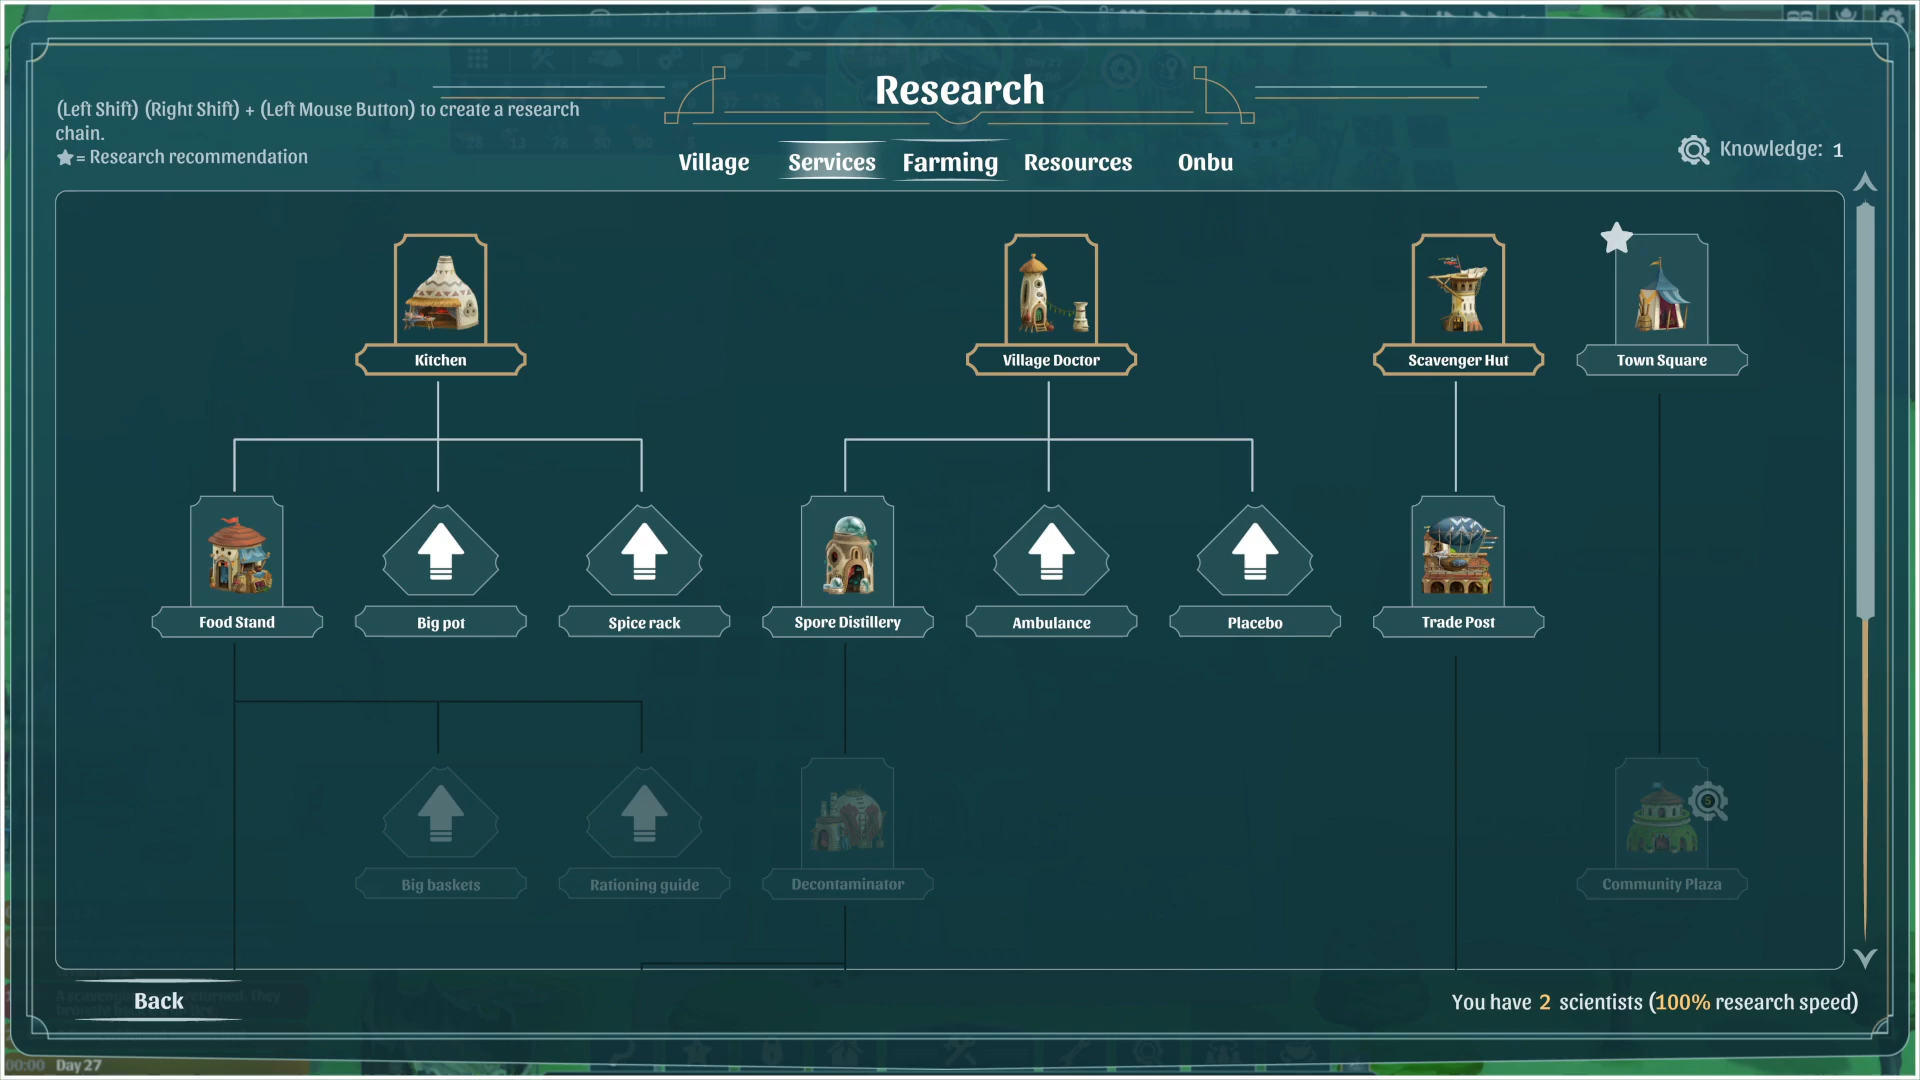 Research
(Left Shift) (Right Shift) + (Left Mouse Button) to create a research
chain.
= Research recommendation
Village Services Farming Resources Onbu
Knowledge: 1
Kitchen Village Doctor Scavenger Hut Town Square
Food Stand Big pot Spice rack Spore Distillery Ambulance Placebo Trade Post
Big baskets Rationing guide Decontaminator Community Plaza
Back
You have 2 scientists (100% research speed)
00:00 Day 27